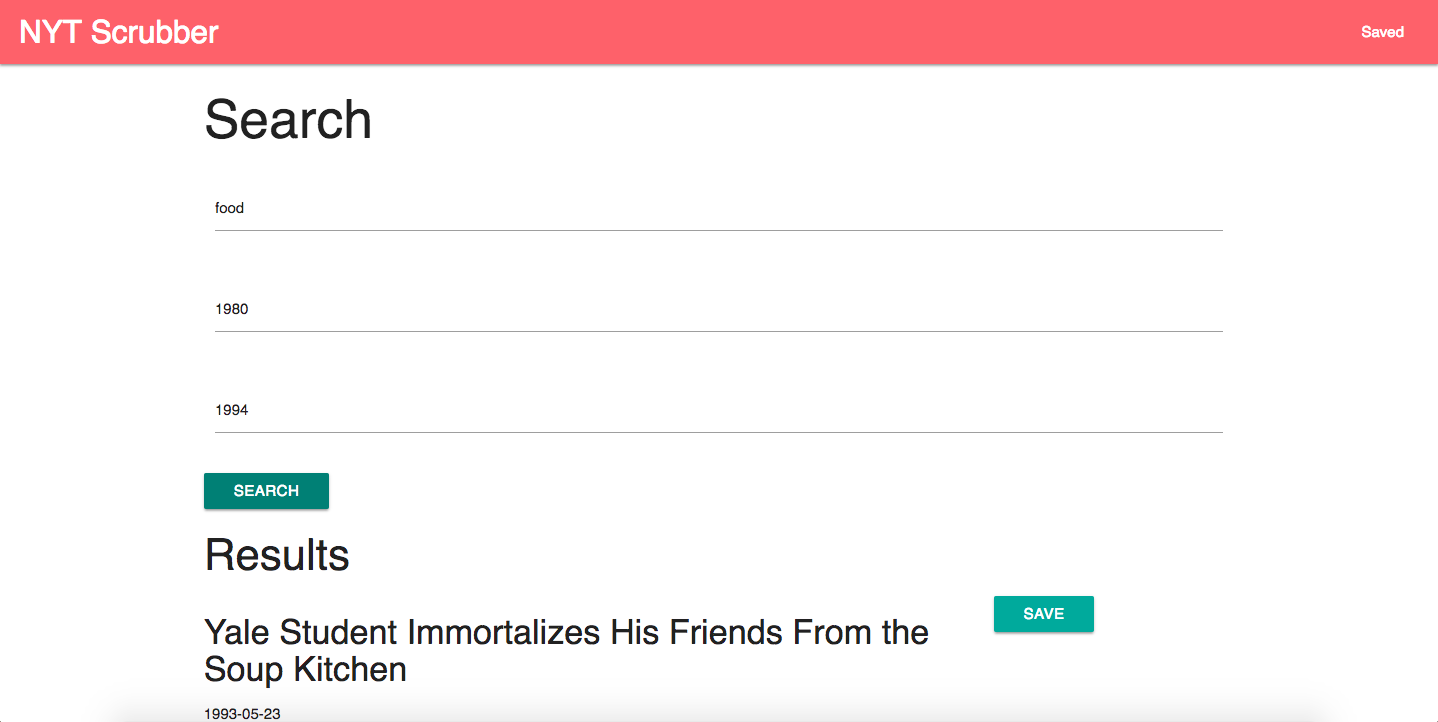 NYT Scrubber
Saved
Search
food
1980
1994
SEARCH
Results
Yale Student Immortalizes His Friends From the
Soup Kitchen
SAVE
1993-05-23